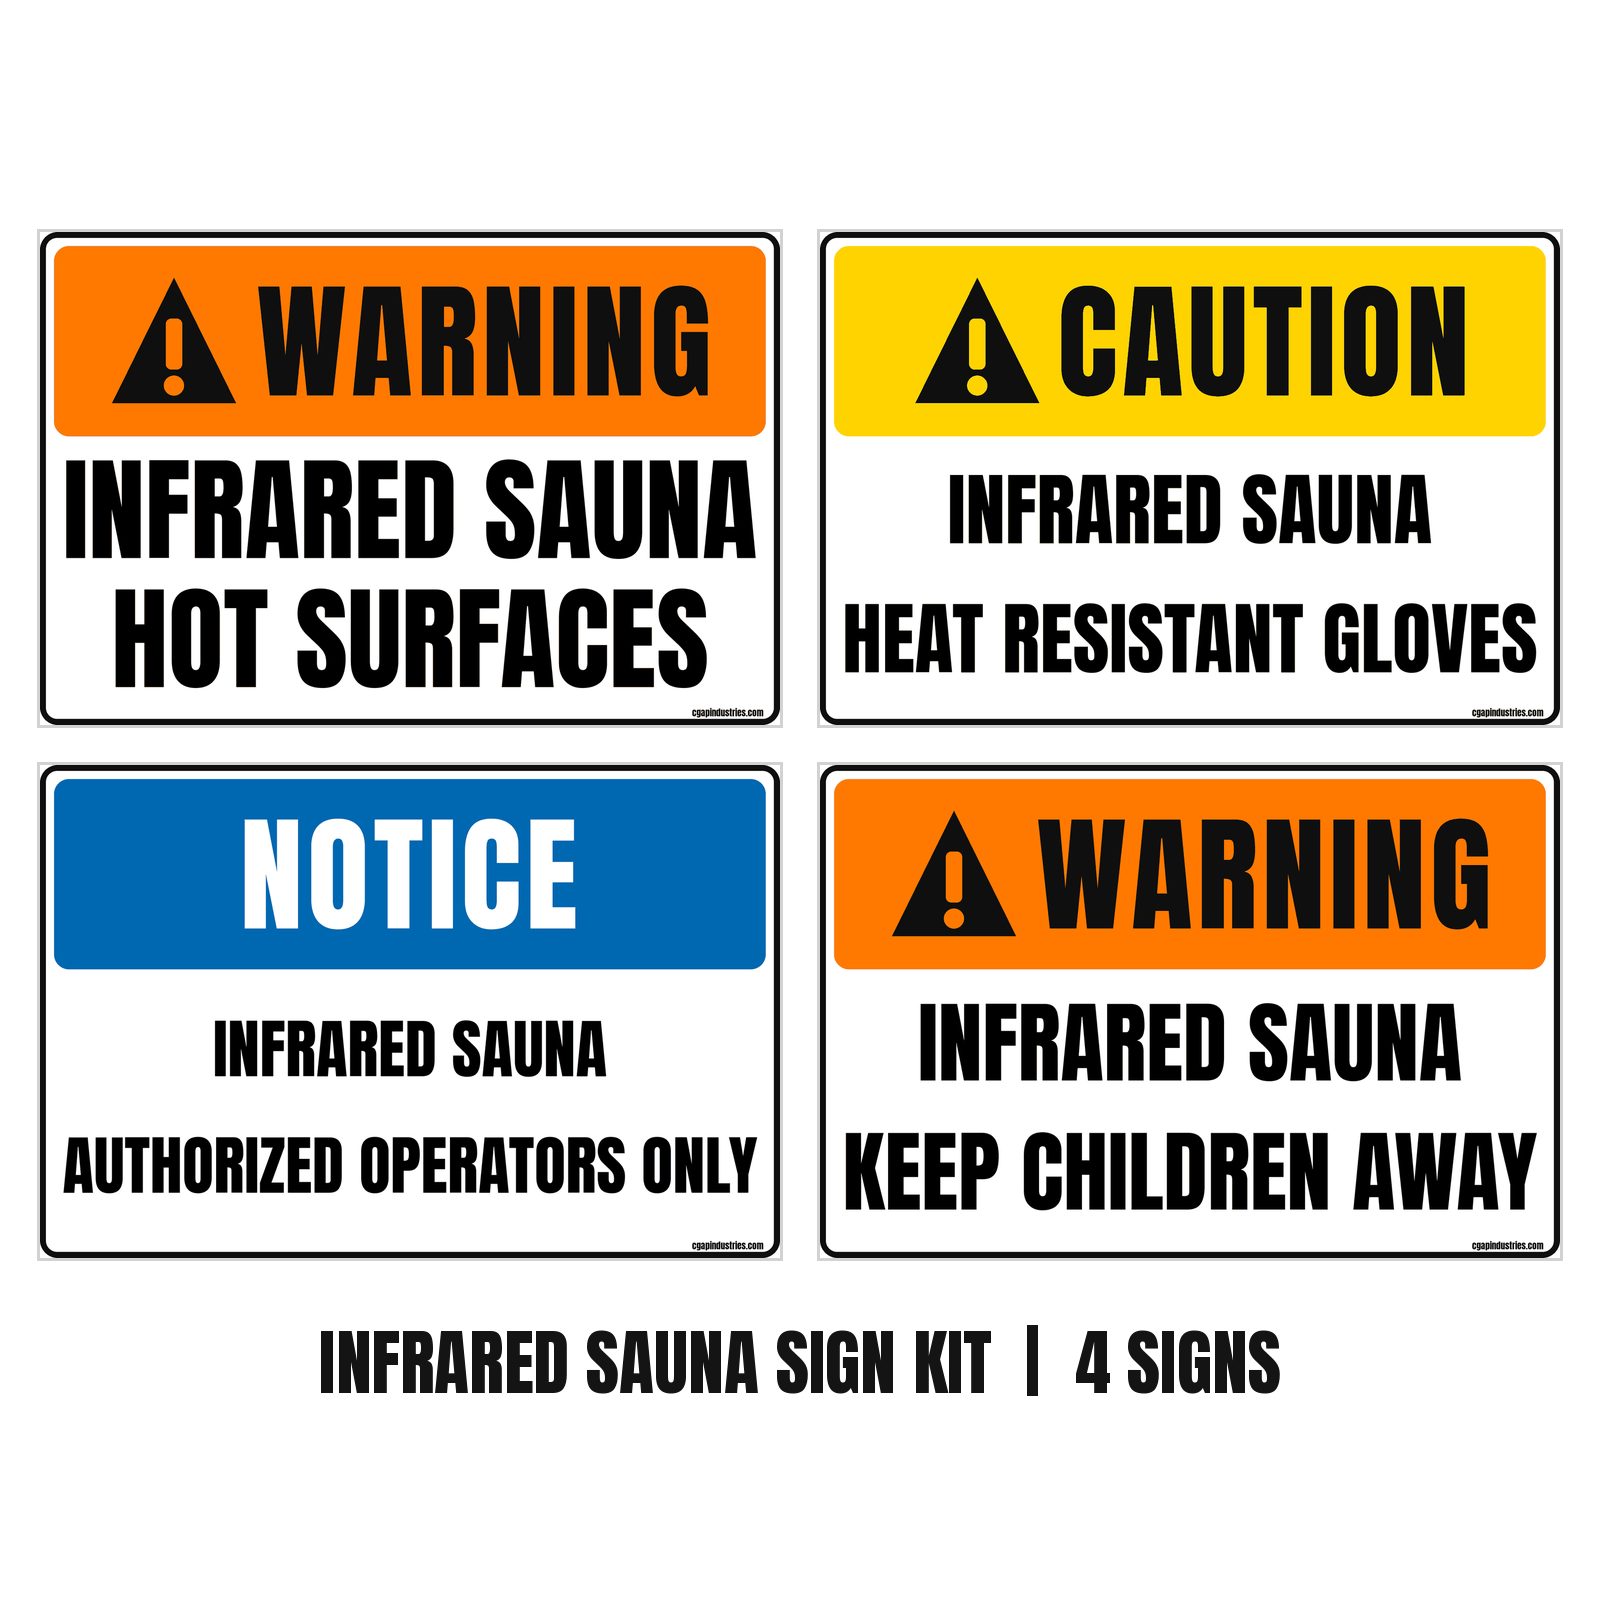 WARNING
INFRARED SAUNA
HOT SURFACES
cgapindustries.com
CAUTION
INFRARED SAUNA
HEAT RESISTANT GLOVES
cgapindustries.com
NOTICE
INFRARED SAUNA
AUTHORIZED OPERATORS ONLY
cgapindustries.com
WARNING
INFRARED SAUNA
KEEP CHILDREN AWAY
cgapindustries.com
INFRARED SAUNA SIGN KIT | 4 SIGNS